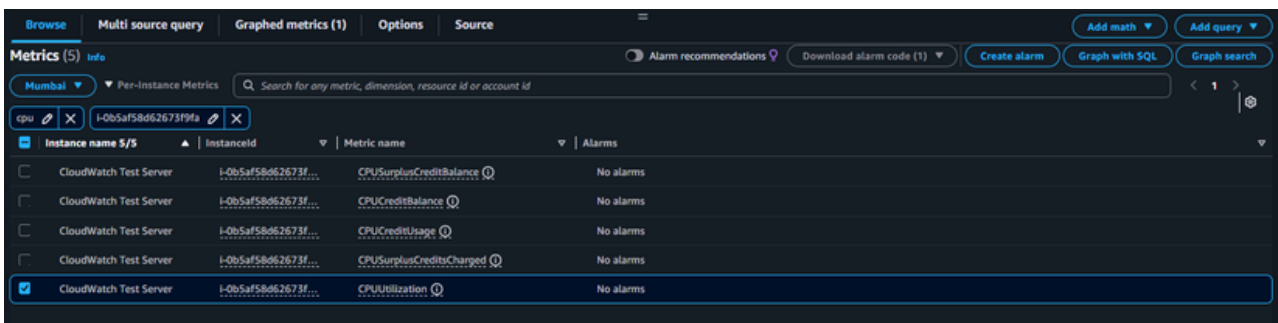 Browse Multi source query Graphed metrics (1) Options Source Add math Add query
Metrics (5) Info Alarm recommendations Download alarm code (1) Create alarm Graph with SQL Graph search
Mumbai Per-Instance Metrics Search for any metric, dimension, resource id or account id 1
cpu i-0b5af58d62673f9fa
Instance name 5/5 InstanceId Metric name Alarms
CloudWatch Test Server i-0b5af58d62673f... CPUSurplusCreditBalance No alarms
CloudWatch Test Server i-0b5af58d62673f... CPUCreditBalance No alarms
CloudWatch Test Server i-0b5af58d62673f... CPUCreditUsage No alarms
CloudWatch Test Server i-0b5af58d62673f... CPUSurplusCreditsCharged No alarms
CloudWatch Test Server i-0b5af58d62673f... CPUUtilization No alarms